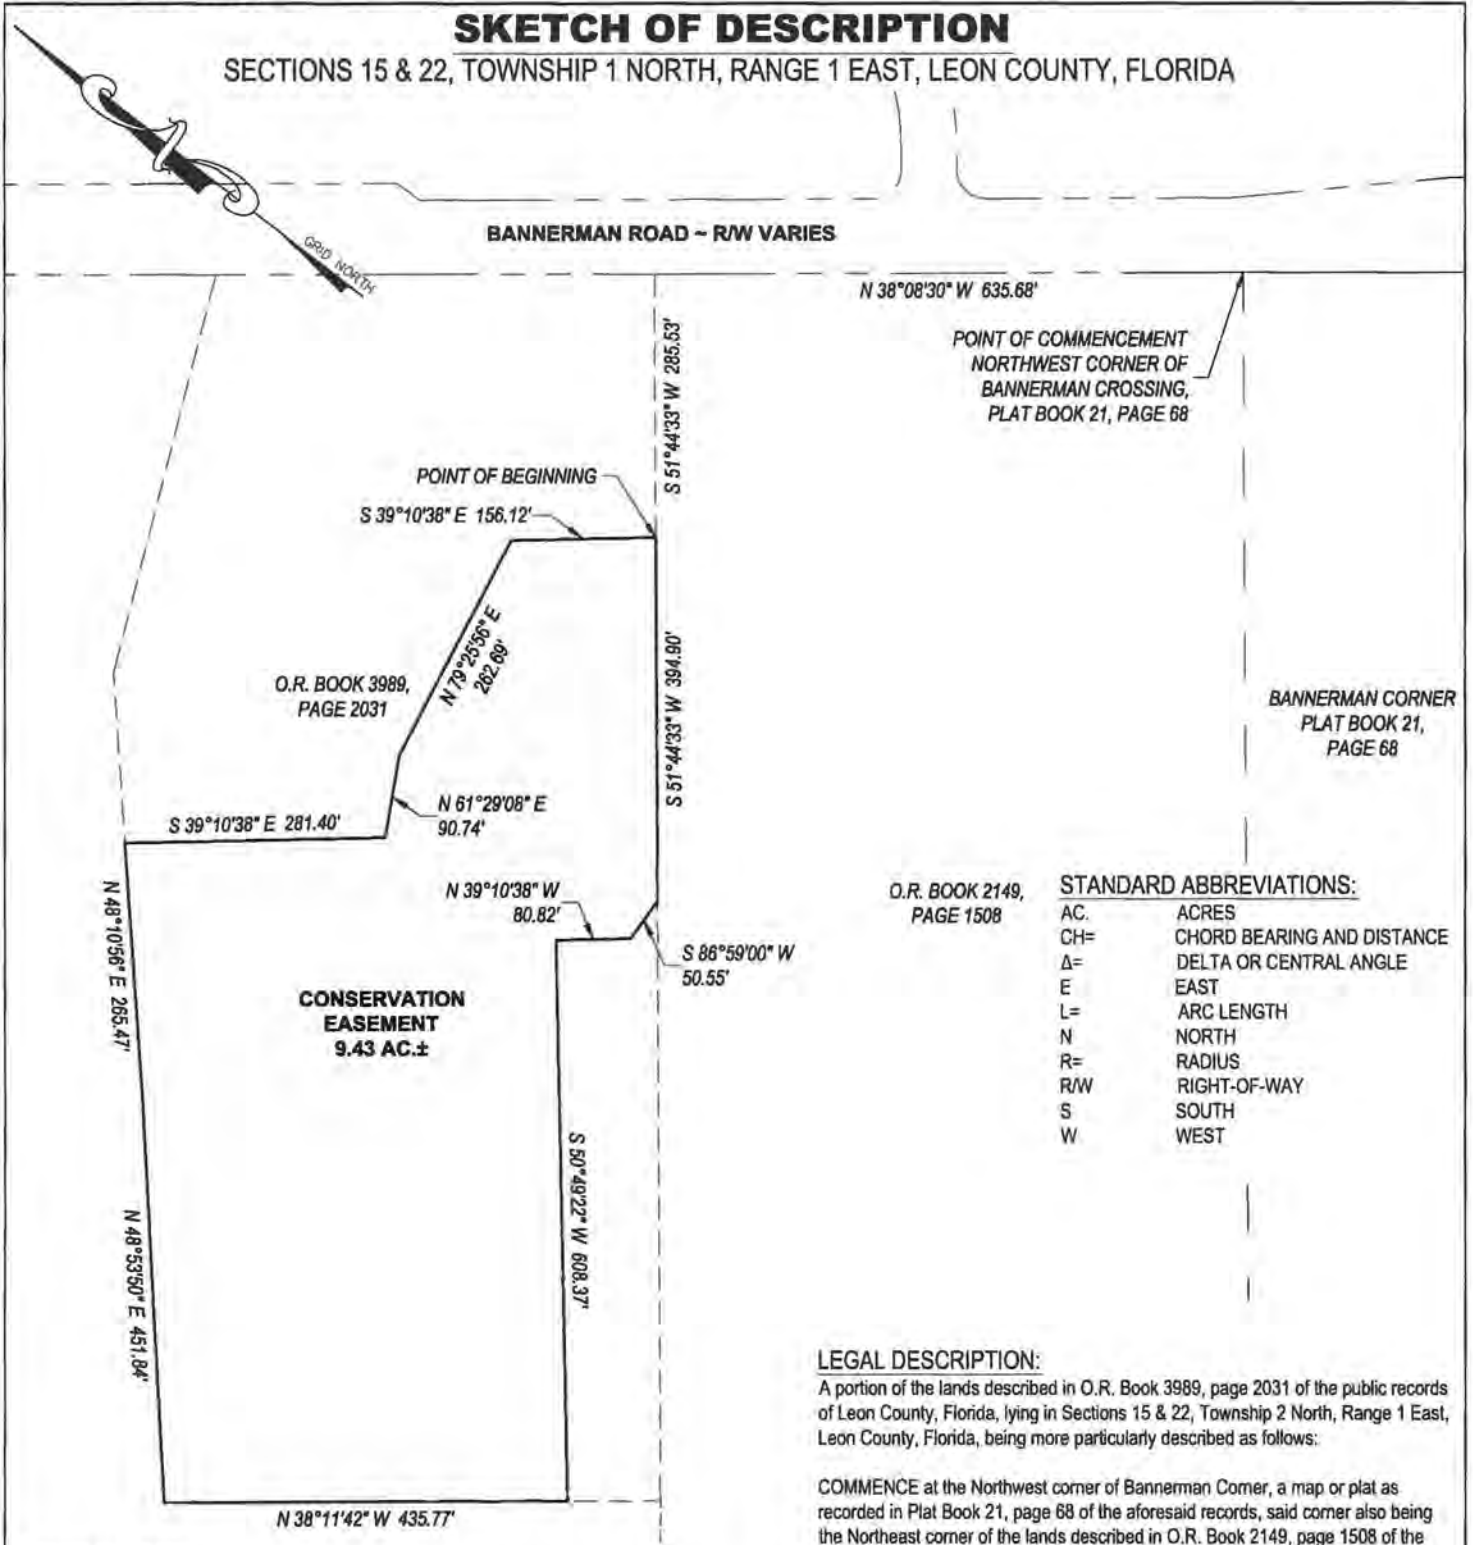 SKETCH OF DESCRIPTION
SECTIONS 15 & 22, TOWNSHIP 1 NORTH, RANGE 1 EAST, LEON COUNTY, FLORIDA
GRID NORTH
BANNERMAN ROAD ~ R/W VARIES
N 38°08'30" W 635.68'
POINT OF COMMENCEMENT
NORTHWEST CORNER OF
BANNERMAN CROSSING,
PLAT BOOK 21, PAGE 68
S 51°44'33" W 285.53'
POINT OF BEGINNING
S 39°10'38" E 156.12'
N 79°25'56" E
262.69'
O.R. BOOK 3989,
PAGE 2031
S 51°44'33" W 394.90'
BANNERMAN CORNER
PLAT BOOK 21,
PAGE 68
N 61°29'08" E
90.74'
S 39°10'38" E 281.40'
N 39°10'38" W
80.82'
S 86°59'00" W
50.55'
O.R. BOOK 2149,
PAGE 1508
N 48°10'56" E 265.47'
CONSERVATION
EASEMENT
9.43 AC.±
STANDARD ABBREVIATIONS:
AC. ACRES
CH= CHORD BEARING AND DISTANCE
Δ= DELTA OR CENTRAL ANGLE
E EAST
L= ARC LENGTH
N NORTH
R= RADIUS
R/W RIGHT-OF-WAY
S SOUTH
W WEST
S 50°49'22" W 608.37'
N 48°53'50" E 451.84'
N 38°11'42" W 435.77'
LEGAL DESCRIPTION:
A portion of the lands described in O.R. Book 3989, page 2031 of the public records
of Leon County, Florida, lying in Sections 15 & 22, Township 2 North, Range 1 East,
Leon County, Florida, being more particularly described as follows:
COMMENCE at the Northwest corner of Bannerman Corner, a map or plat as
recorded in Plat Book 21, page 68 of the aforesaid records, said corner also being
the Northeast corner of the lands described in O.R. Book 2149, page 1508 of the